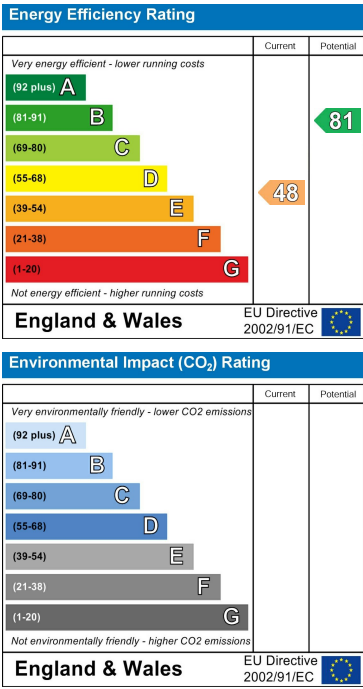 Energy Efficiency Rating
Current Potential
Very energy efficient - lower running costs
(92 plus) A
(81-91) B
81
(69-80) C
(55-68) D
(39-54) E
48
(21-38) F
(1-20) G
Not energy efficient - higher running costs
England & Wales
EU Directive
2002/91/EC
Environmental Impact (CO₂) Rating
Current Potential
Very environmentally friendly - lower CO2 emissions
(92 plus) A
(81-91) B
(69-80) C
(55-68) D
(39-54) E
(21-38) F
(1-20) G
Not environmentally friendly - higher CO2 emissions
England & Wales
EU Directive
2002/91/EC